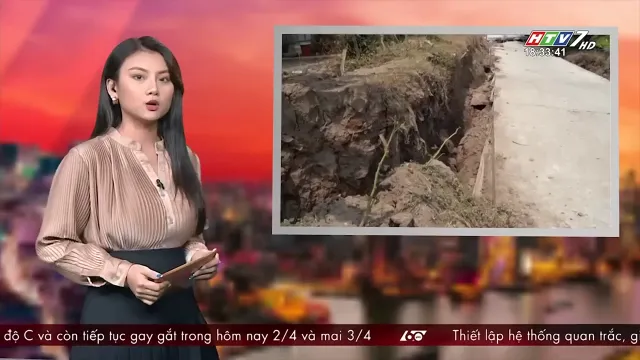 HTV7 HD
18:33:41
độ C và còn tiếp tục gay gắt trong hôm nay 2/4 và mai 3/4 60 Thiết lập hệ thống quan trắc, g